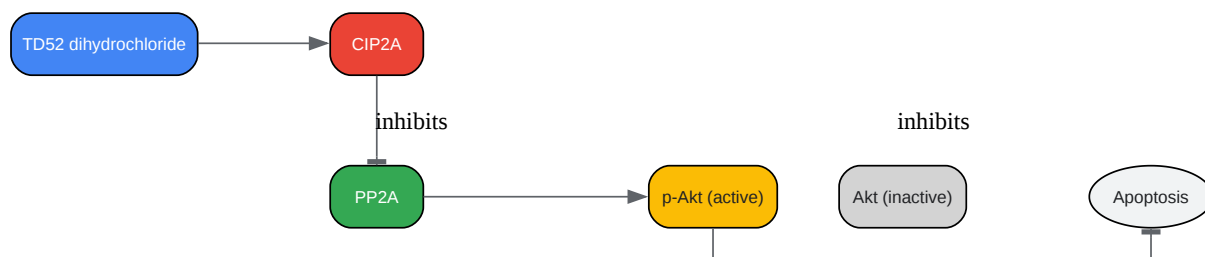 TD52 dihydrochloride
CIP2A
inhibits
inhibits
PP2A
p-Akt (active)
Akt (inactive)
Apoptosis